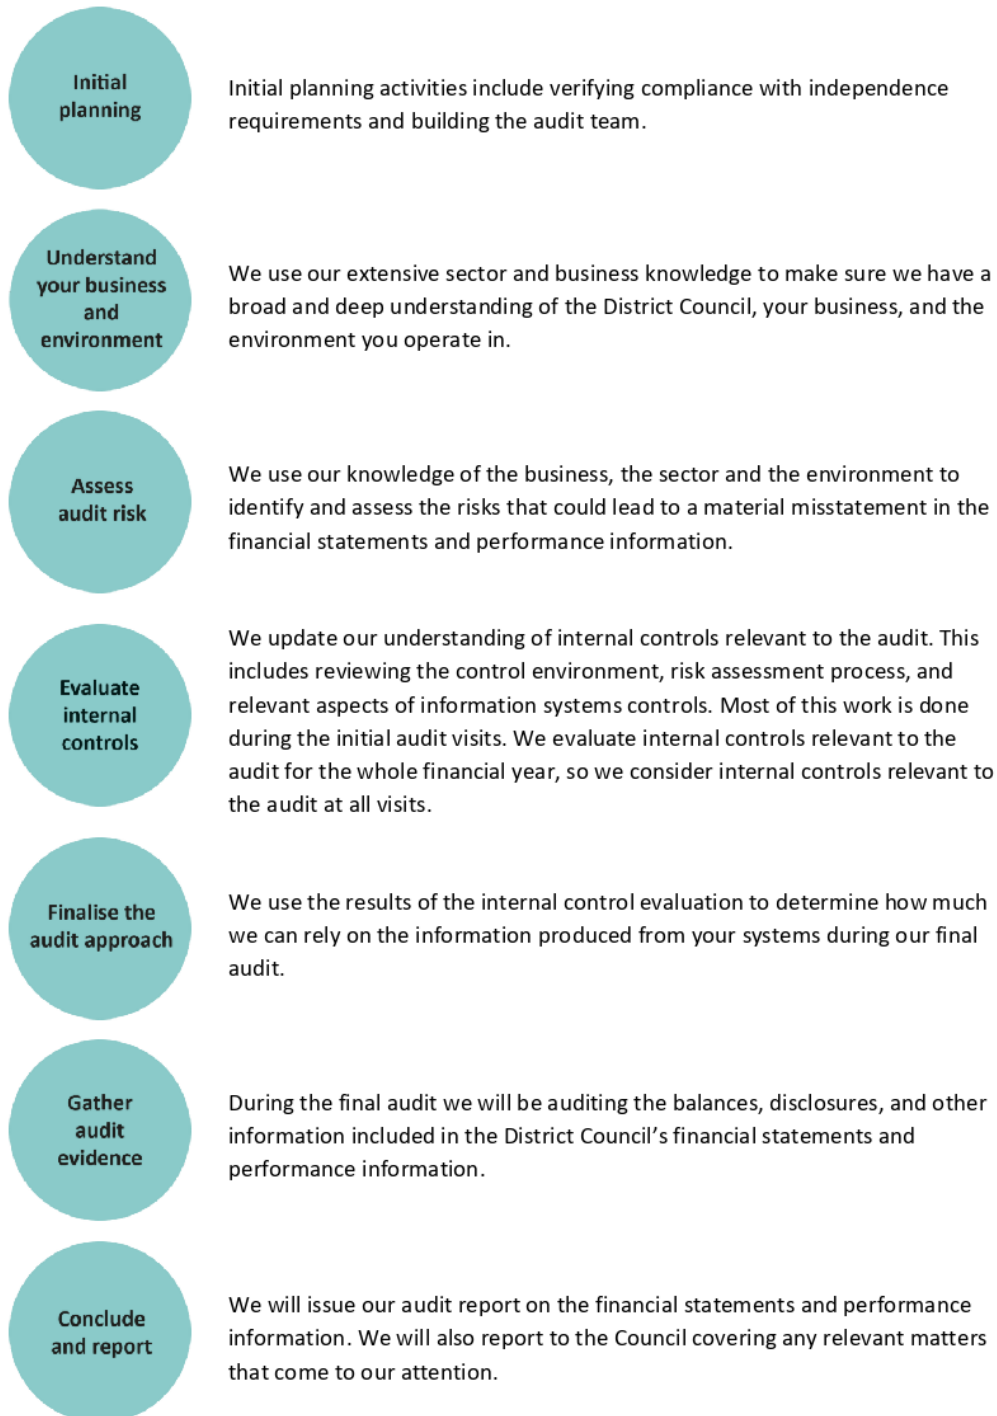 Initial
planning
Initial planning activities include verifying compliance with independence
requirements and building the audit team.
Understand
your business
and
environment
We use our extensive sector and business knowledge to make sure we have a
broad and deep understanding of the District Council, your business, and the
environment you operate in.
Assess
audit risk
We use our knowledge of the business, the sector and the environment to
identify and assess the risks that could lead to a material misstatement in the
financial statements and performance information.
Evaluate
internal
controls
We update our understanding of internal controls relevant to the audit. This
includes reviewing the control environment, risk assessment process, and
relevant aspects of information systems controls. Most of this work is done
during the initial audit visits. We evaluate internal controls relevant to the
audit for the whole financial year, so we consider internal controls relevant to
the audit at all visits.
Finalise the
audit approach
We use the results of the internal control evaluation to determine how much
we can rely on the information produced from your systems during our final
audit.
Gather
audit
evidence
During the final audit we will be auditing the balances, disclosures, and other
information included in the District Council’s financial statements and
performance information.
Conclude
and report
We will issue our audit report on the financial statements and performance
information. We will also report to the Council covering any relevant matters
that come to our attention.